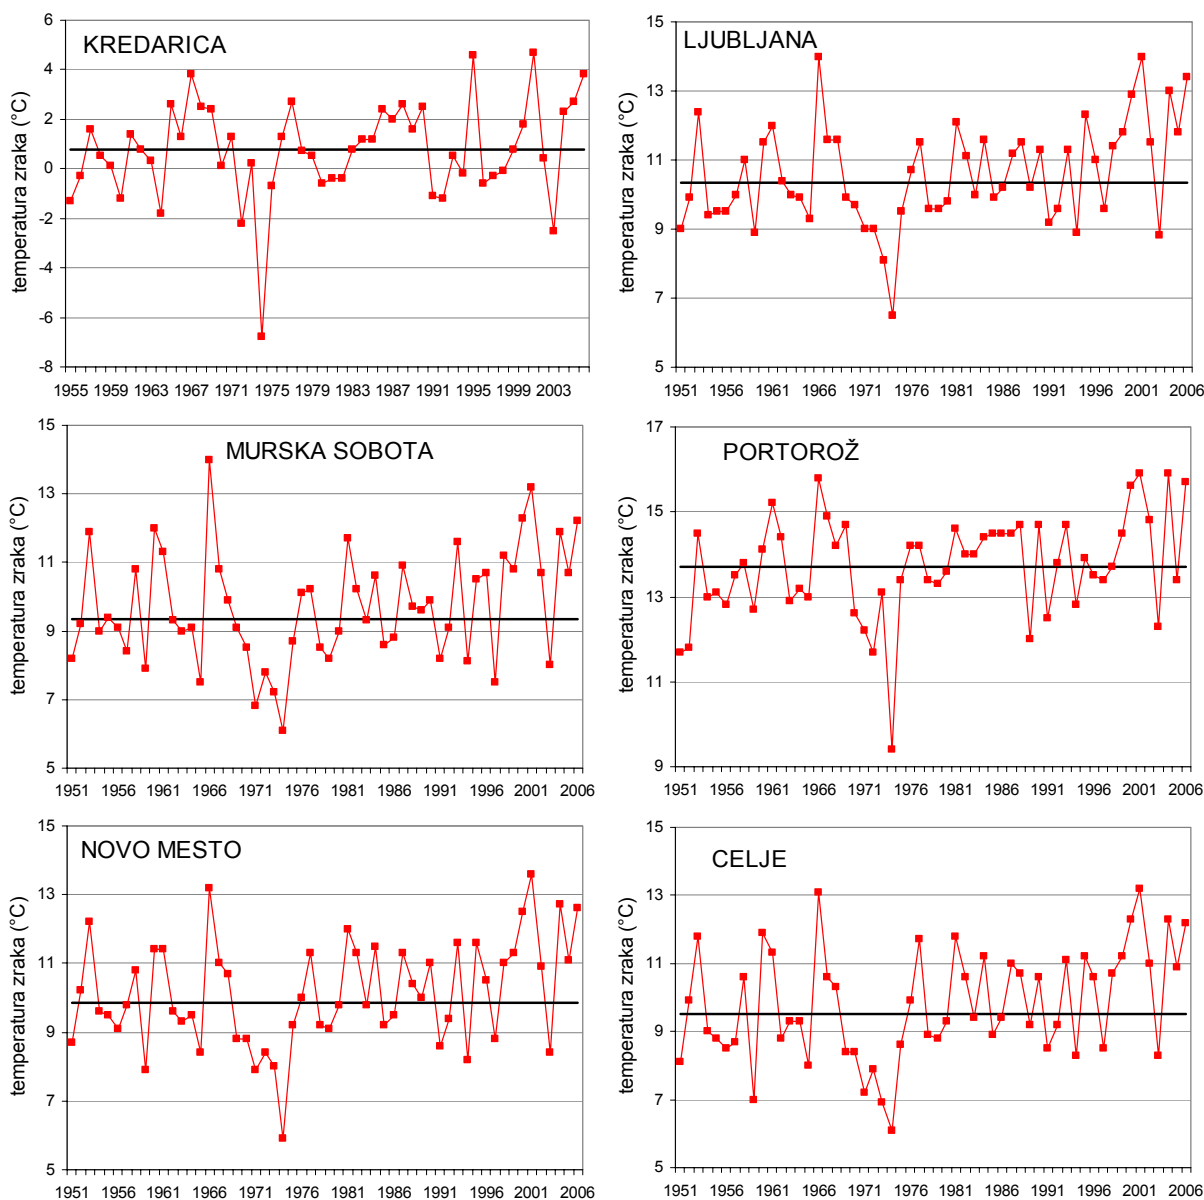 KREDARICA
temperatura zraka (°C)
6
4
2
0
-2
-4
-6
-8
1955 1959 1963 1967 1971 1975 1979 1983 1987 1991 1995 1999 2003
LJUBLJANA
temperatura zraka (°C)
15
13
11
9
7
5
1951 1956 1961 1966 1971 1976 1981 1986 1991 1996 2001 2006
MURSKA SOBOTA
temperatura zraka (°C)
15
13
11
9
7
5
1951 1956 1961 1966 1971 1976 1981 1986 1991 1996 2001 2006
PORTOROŽ
temperatura zraka (°C)
17
15
13
11
9
1951 1956 1961 1966 1971 1976 1981 1986 1991 1996 2001 2006
NOVO MESTO
temperatura zraka (°C)
15
13
11
9
7
5
1951 1956 1961 1966 1971 1976 1981 1986 1991 1996 2001 2006
CELJE
temperatura zraka (°C)
15
13
11
9
7
5
1951 1956 1961 1966 1971 1976 1981 1986 1991 1996 2001 2006